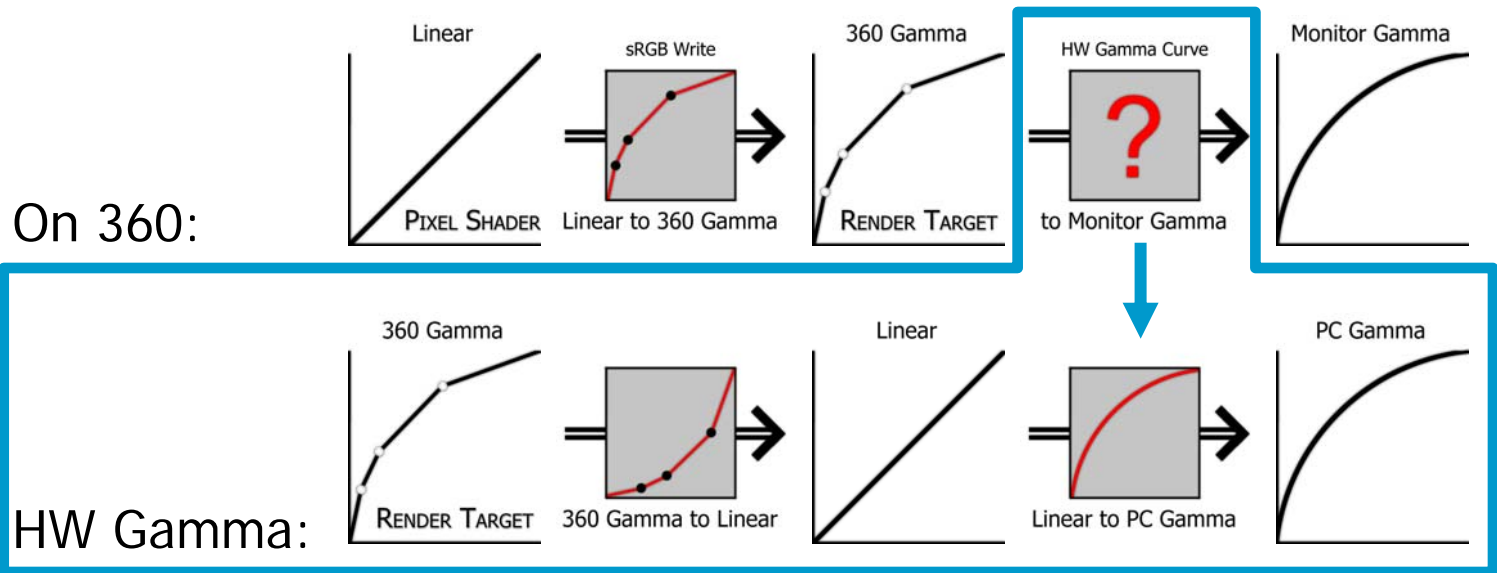 Linear
sRGB Write
360 Gamma
HW Gamma Curve
Monitor Gamma
?
On 360:
PIXEL SHADER
Linear to 360 Gamma
RENDER TARGET
to Monitor Gamma
360 Gamma
Linear
PC Gamma
HW Gamma:
RENDER TARGET
360 Gamma to Linear
Linear to PC Gamma